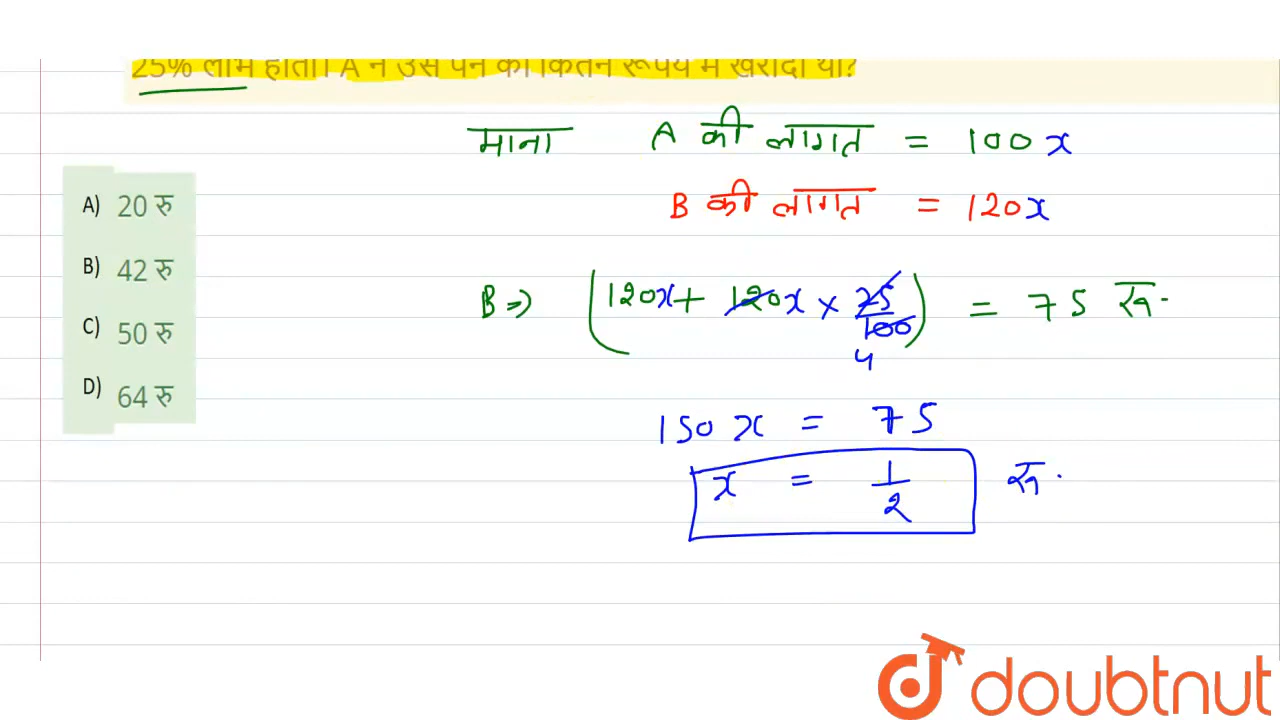 25% लाभ होता। A ने उस पेन को कितने रूपये में खरीदा था?
माना A की लागत = 100x
B की लागत = 120x
A) 20 रु
B) 42 रु
C) 50 रु
D) 64 रु
B ⇒ (120x + 120x × 25/100) = 75 रु.
4
150x = 75
x = 1/2 रु.
doubtnut